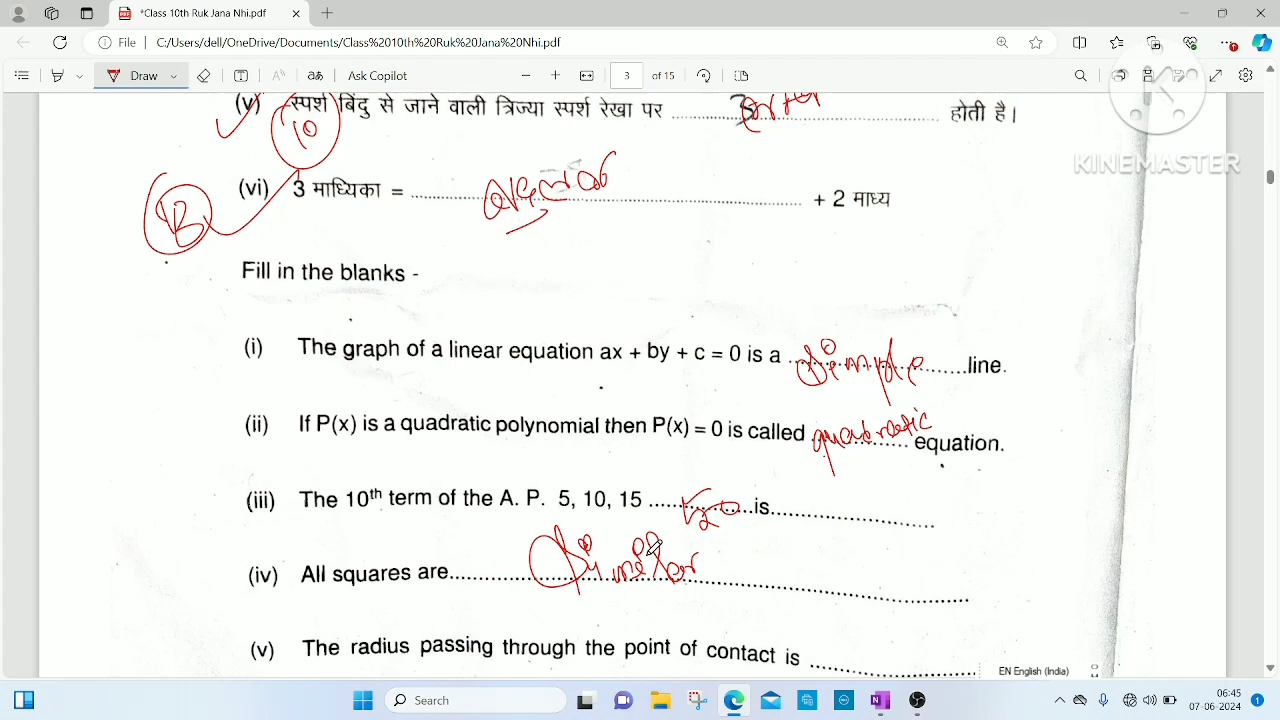 *Class 10th Ruk Jana Nhi.pdf
File C:/Users/dell/OneDrive/Documents/Class%2010th%20Ruk%20Jana%20Nhi.pdf
Draw Ask Copilot 3 of 15
(v) स्पर्श बिंदु से जाने वाली त्रिज्या स्पर्श रेखा पर .......... होती है।
10
KINEMASTER
(vi) 3 माध्यिका = .......... + 2 माध्य
B
Fill in the blanks -
(i) The graph of a linear equation ax + by + c = 0 is a .......... Simple line.
(ii) If P(x) is a quadratic polynomial then P(x) = 0 is called quadratic equation.
(iii) The 10th term of the A. P. 5, 10, 15 .......... 50 is..........
(iv) All squares are..........
(v) The radius passing through the point of contact is ..........
EN English (India)
Search
06:45
07-06-2024